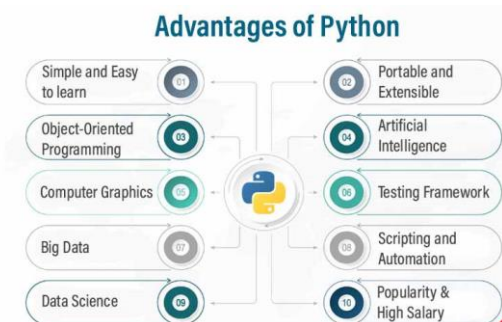 Advantages of Python
Simple and Easy
to learn
01
02
Portable and
Extensible
Object-Oriented
Programming
03
04
Artificial
Intelligence
Computer Graphics
05
06
Testing Framework
Big Data
07
08
Scripting and
Automation
Data Science
09
10
Popularity &
High Salary